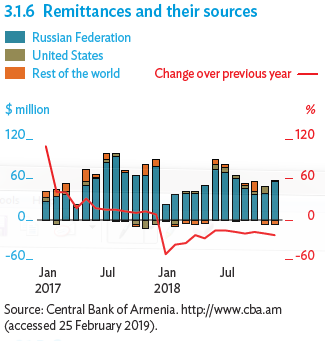 3.1.6 Remittances and their sources
Russian Federation
United States
Rest of the world
Change over previous year
$ million %
120 120
60 60
0 0
-60 -60
Jan Jul Jan Jul
2017 2018
Source: Central Bank of Armenia. http://www.cba.am
(accessed 25 February 2019).